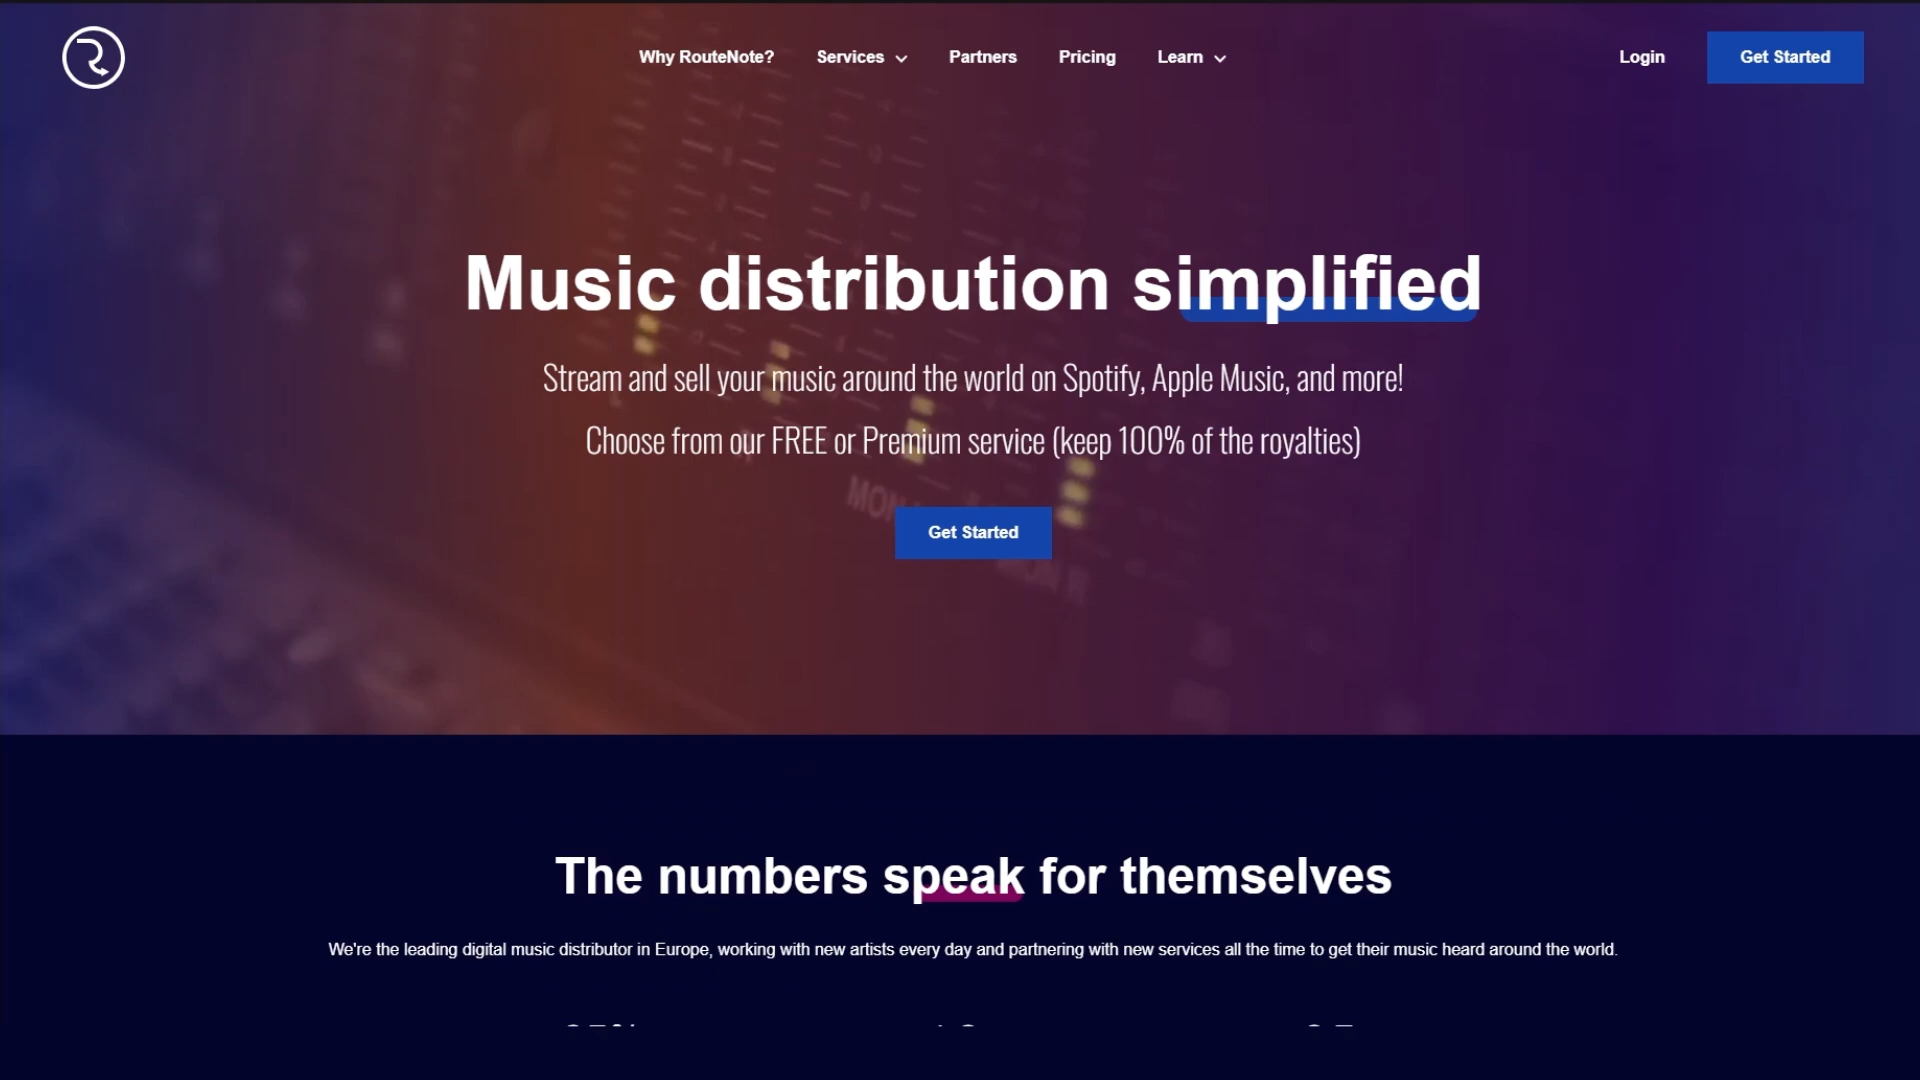 Why RouteNote? Services Partners Pricing Learn Login Get Started
Music distribution simplified
Stream and sell your music around the world on Spotify, Apple Music, and more!
Choose from our FREE or Premium service (keep 100% of the royalties)
Get Started
The numbers speak for themselves
We're the leading digital music distributor in Europe, working with new artists every day and partnering with new services all the time to get their music heard around the world.